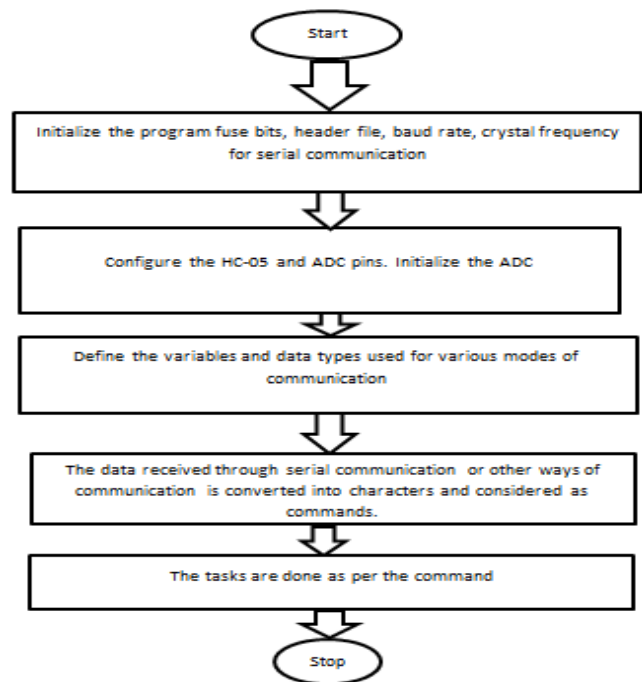 Start
Initialize the program fuse bits, header file, baud rate, crystal frequency
for serial communication
Configure the HC-05 and ADC pins. Initialize the ADC
Define the variables and data types used for various modes of
communication
The data received through serial communication or other ways of
communication is converted into characters and considered as
commands.
The tasks are done as per the command
Stop